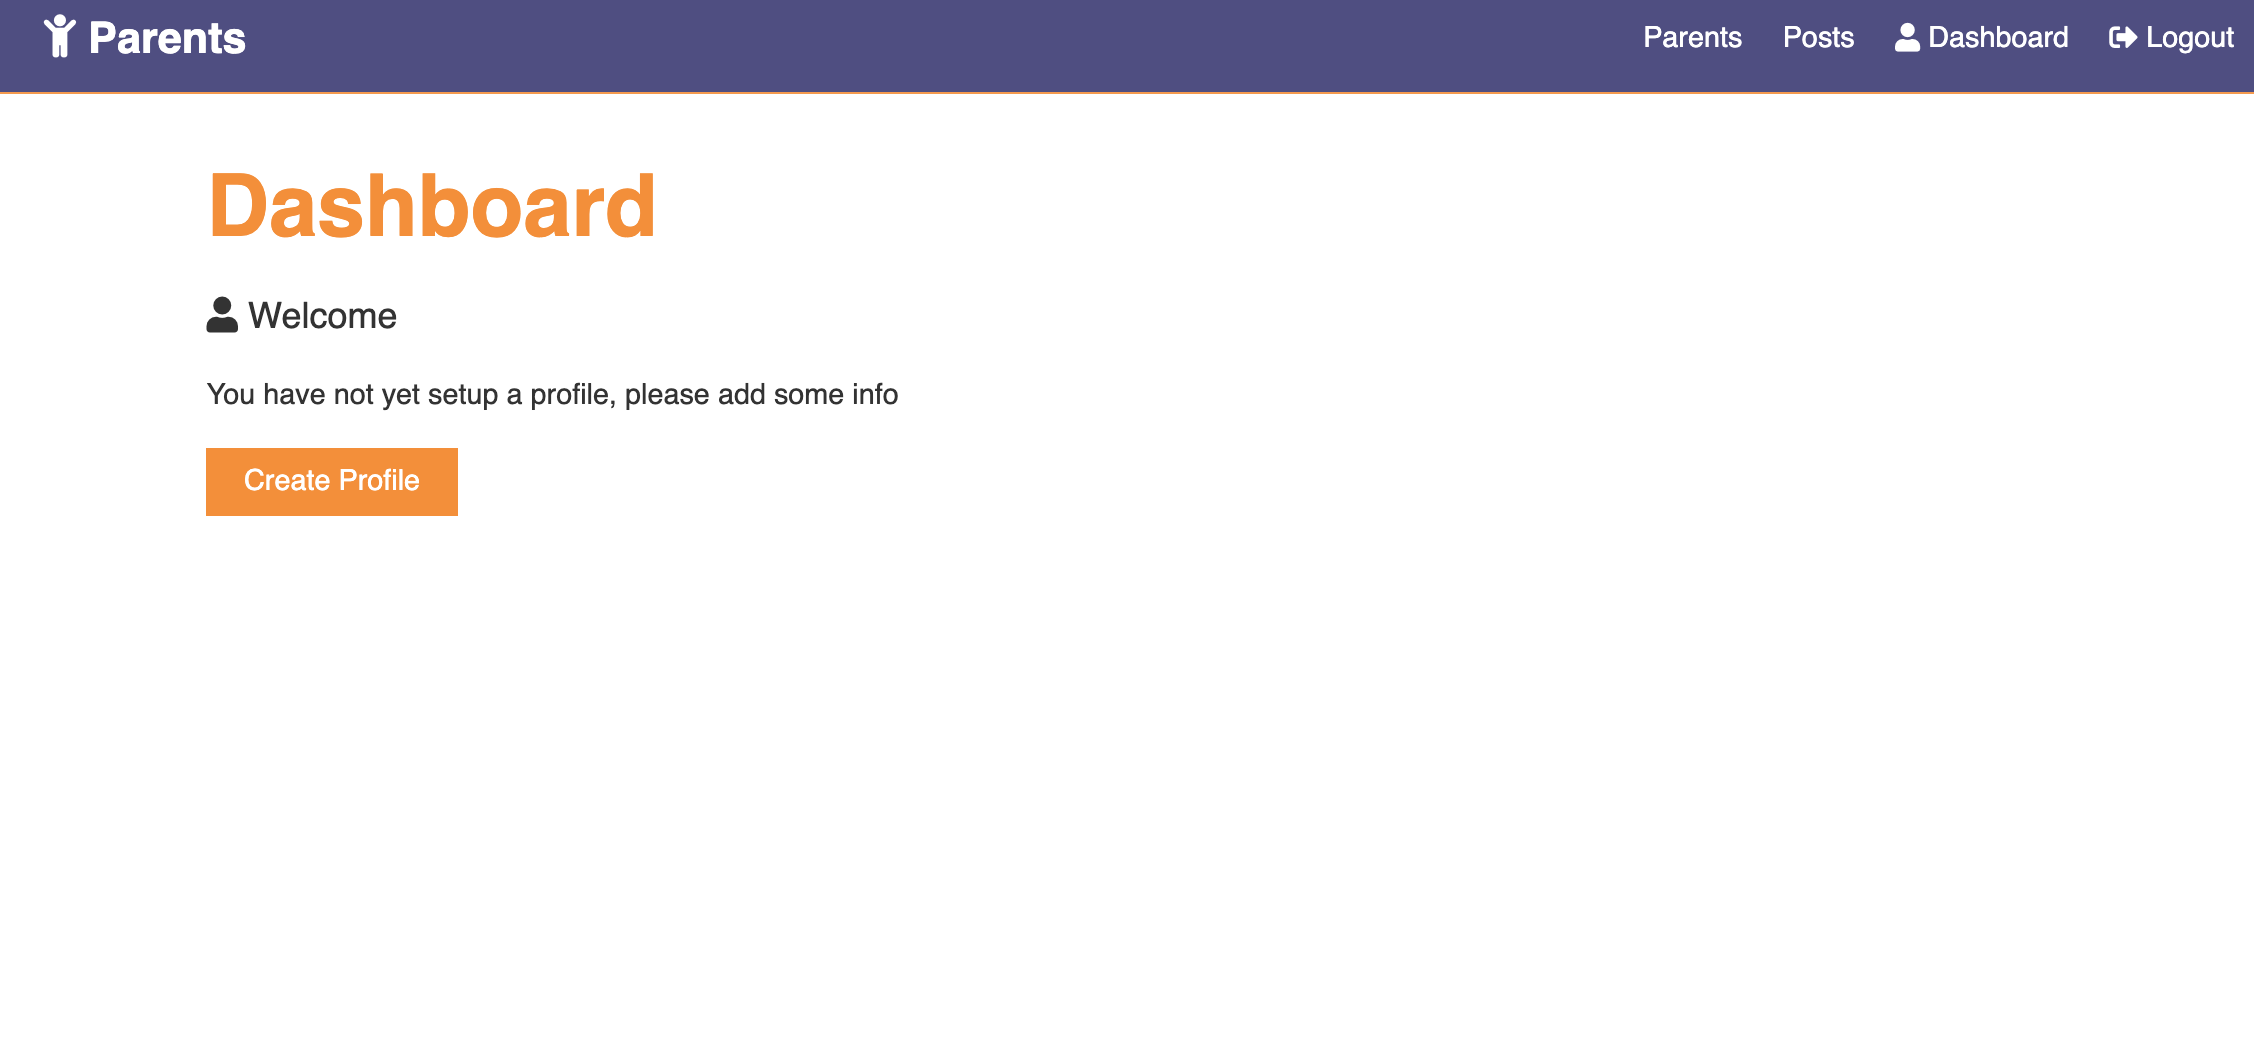 Parents
Parents Posts Dashboard Logout
Dashboard
Welcome
You have not yet setup a profile, please add some info
Create Profile